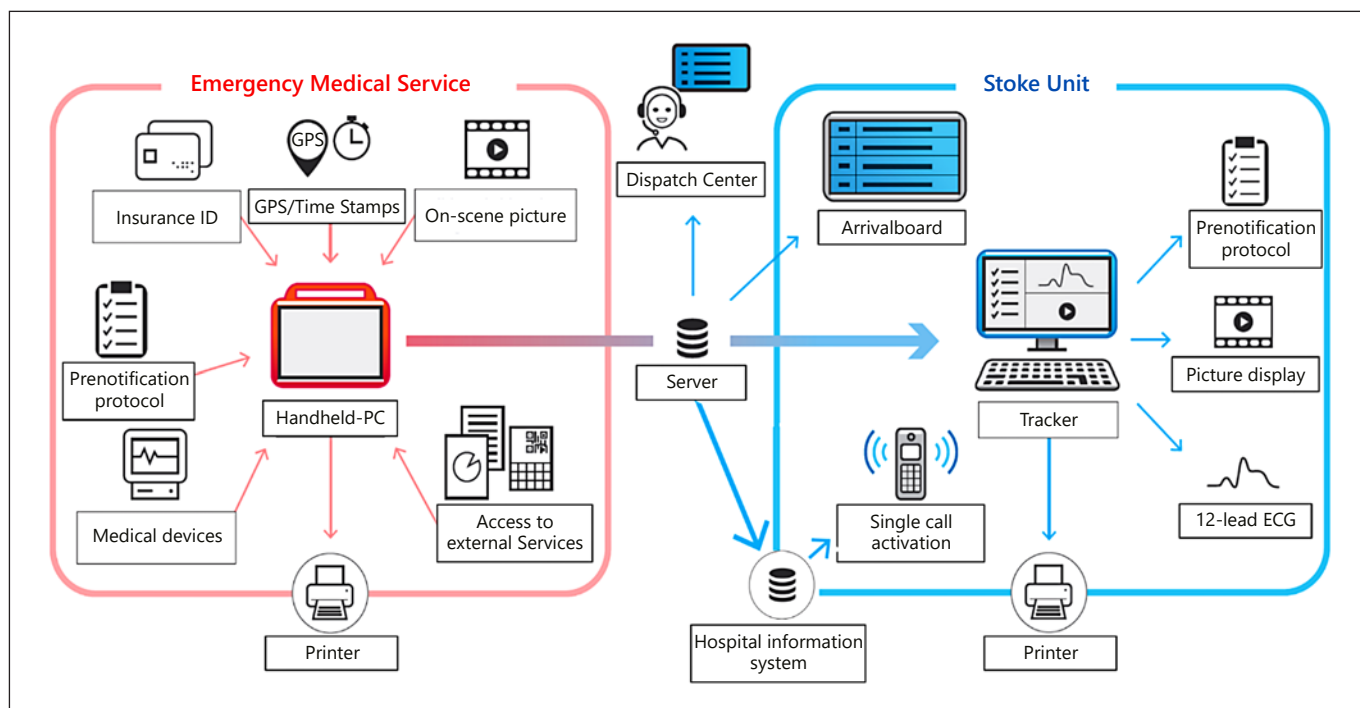 Emergency Medical Service
Stoke Unit
GPS
Insurance ID
GPS/Time Stamps
On-scene picture
Dispatch Center
Arrivalboard
Prenotification
protocol
Prenotification
protocol
Handheld-PC
Server
Tracker
Picture display
Medical devices
Access to
external Services
Single call
activation
12-lead ECG
Printer
Hospital information
system
Printer